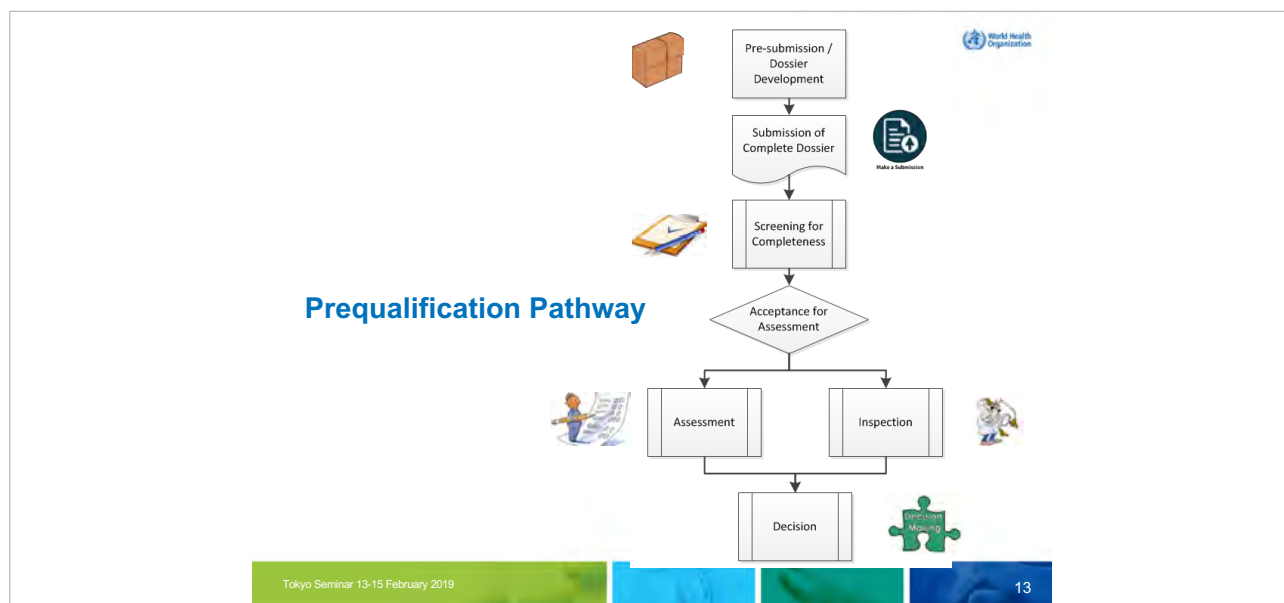 World Health
Organization
Pre-submission /
Dossier
Development
Submission of
Complete Dossier
Make a Submission
Screening for
Completeness
Prequalification Pathway
Acceptance for
Assessment
Assessment
Inspection
Decision
Decision
Making
Tokyo Seminar 13-15 February 2019
13